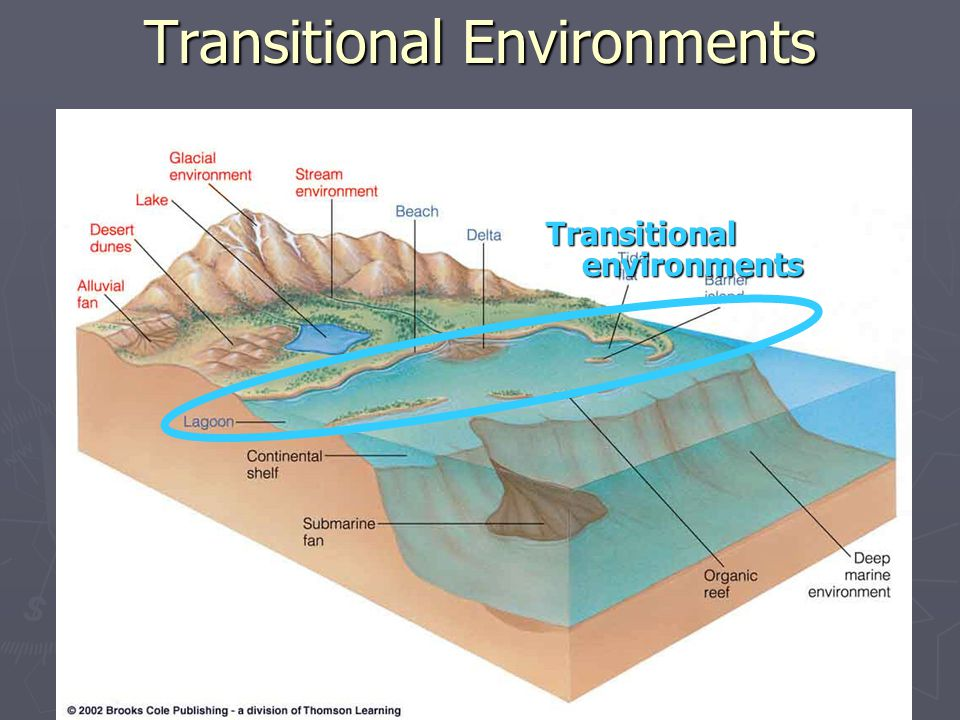 Transitional Environments
Glacial
environment
Stream
environment
Lake
Beach
Desert
dunes
Delta
Transitional
environments
Alluvial
fan
Barrier
Lagoon
Continental
shelf
Submarine
fan
Organic
reef
Deep
marine
environment
© 2002 Brooks Cole Publishing - a division of Thomson Learning